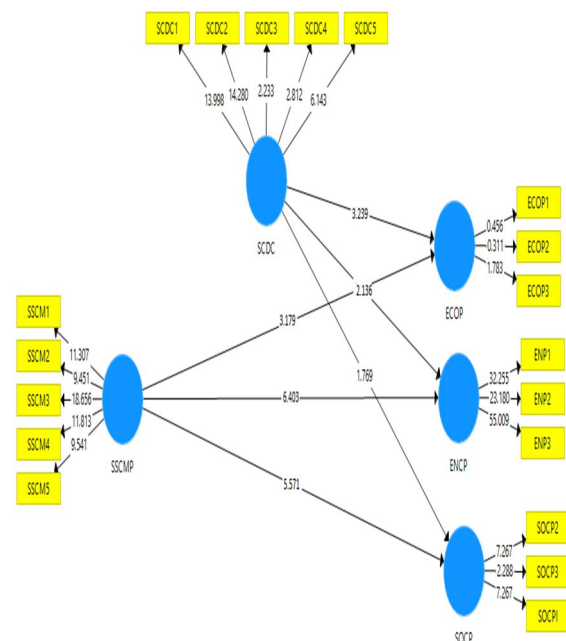 SCDC1 SCDC2 SCDC3 SCDC4 SCDC5
13.998 14.280 2.233 2.812 6.143
SCDC
3.239
ECOP1
0.456
ECOP2
0.311
ECOP3
1.783
ECOP
2.136
3.179
1.769
SSCM1
11.307
SSCM2
9.451
SSCM3
18.656
SSCM4
11.813
SSCM5
9.541
SSCMP
6.403
5.571
ENP1
32.255
ENP2
23.180
ENP3
55.009
ENCP
SOCP2
7.267
SOCP3
2.288
SOCPI
7.267
SOCP